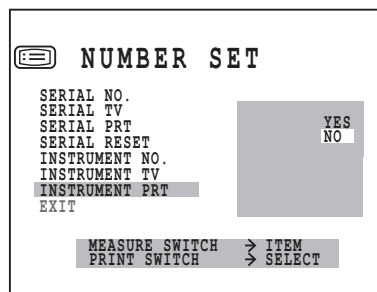 NUMBER SET
SERIAL NO.
SERIAL TV
SERIAL PRT
SERIAL RESET
INSTRUMENT NO.
INSTRUMENT TV
INSTRUMENT PRT
EXIT
YES
NO
MEASURE SWITCH → ITEM
PRINT SWITCH → SELECT